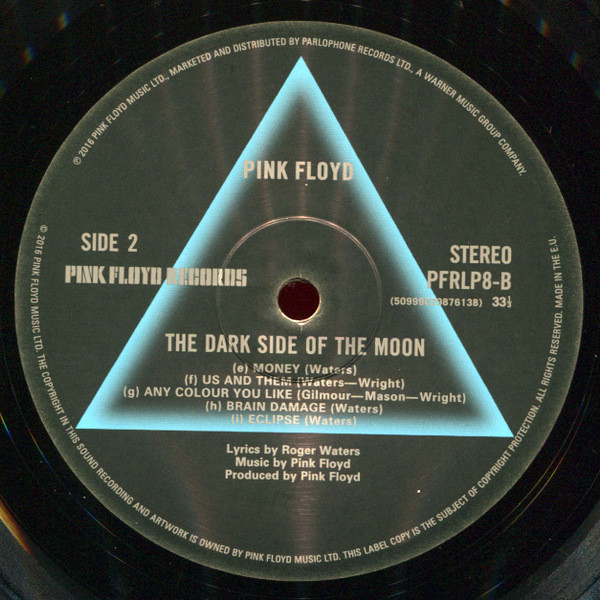 ℗ 2016 PINK FLOYD MUSIC LTD., MARKETED AND DISTRIBUTED BY PARLOPHONE RECORDS LTD., A WARNER MUSIC GROUP COMPANY.
PINK FLOYD
SIDE 2
STEREO
PINK FLOYD RECORDS
PFRLP8-B
33⅓
THE DARK SIDE OF THE MOON
(e) MONEY (Waters)
(f) US AND THEM (Waters—Wright)
(g) ANY COLOUR YOU LIKE (Gilmour—Mason—Wright)
(h) BRAIN DAMAGE (Waters)
(i) ECLIPSE (Waters)
Lyrics by Roger Waters
Music by Pink Floyd
Produced by Pink Floyd
© 2016 PINK FLOYD MUSIC LTD. THE COPYRIGHT IN THIS SOUND RECORDING AND ARTWORK IS OWNED BY PINK FLOYD MUSIC LTD. THIS LABEL COPY IS THE SUBJECT OF COPYRIGHT PROTECTION. ALL RIGHTS RESERVED. MADE IN THE E.U.